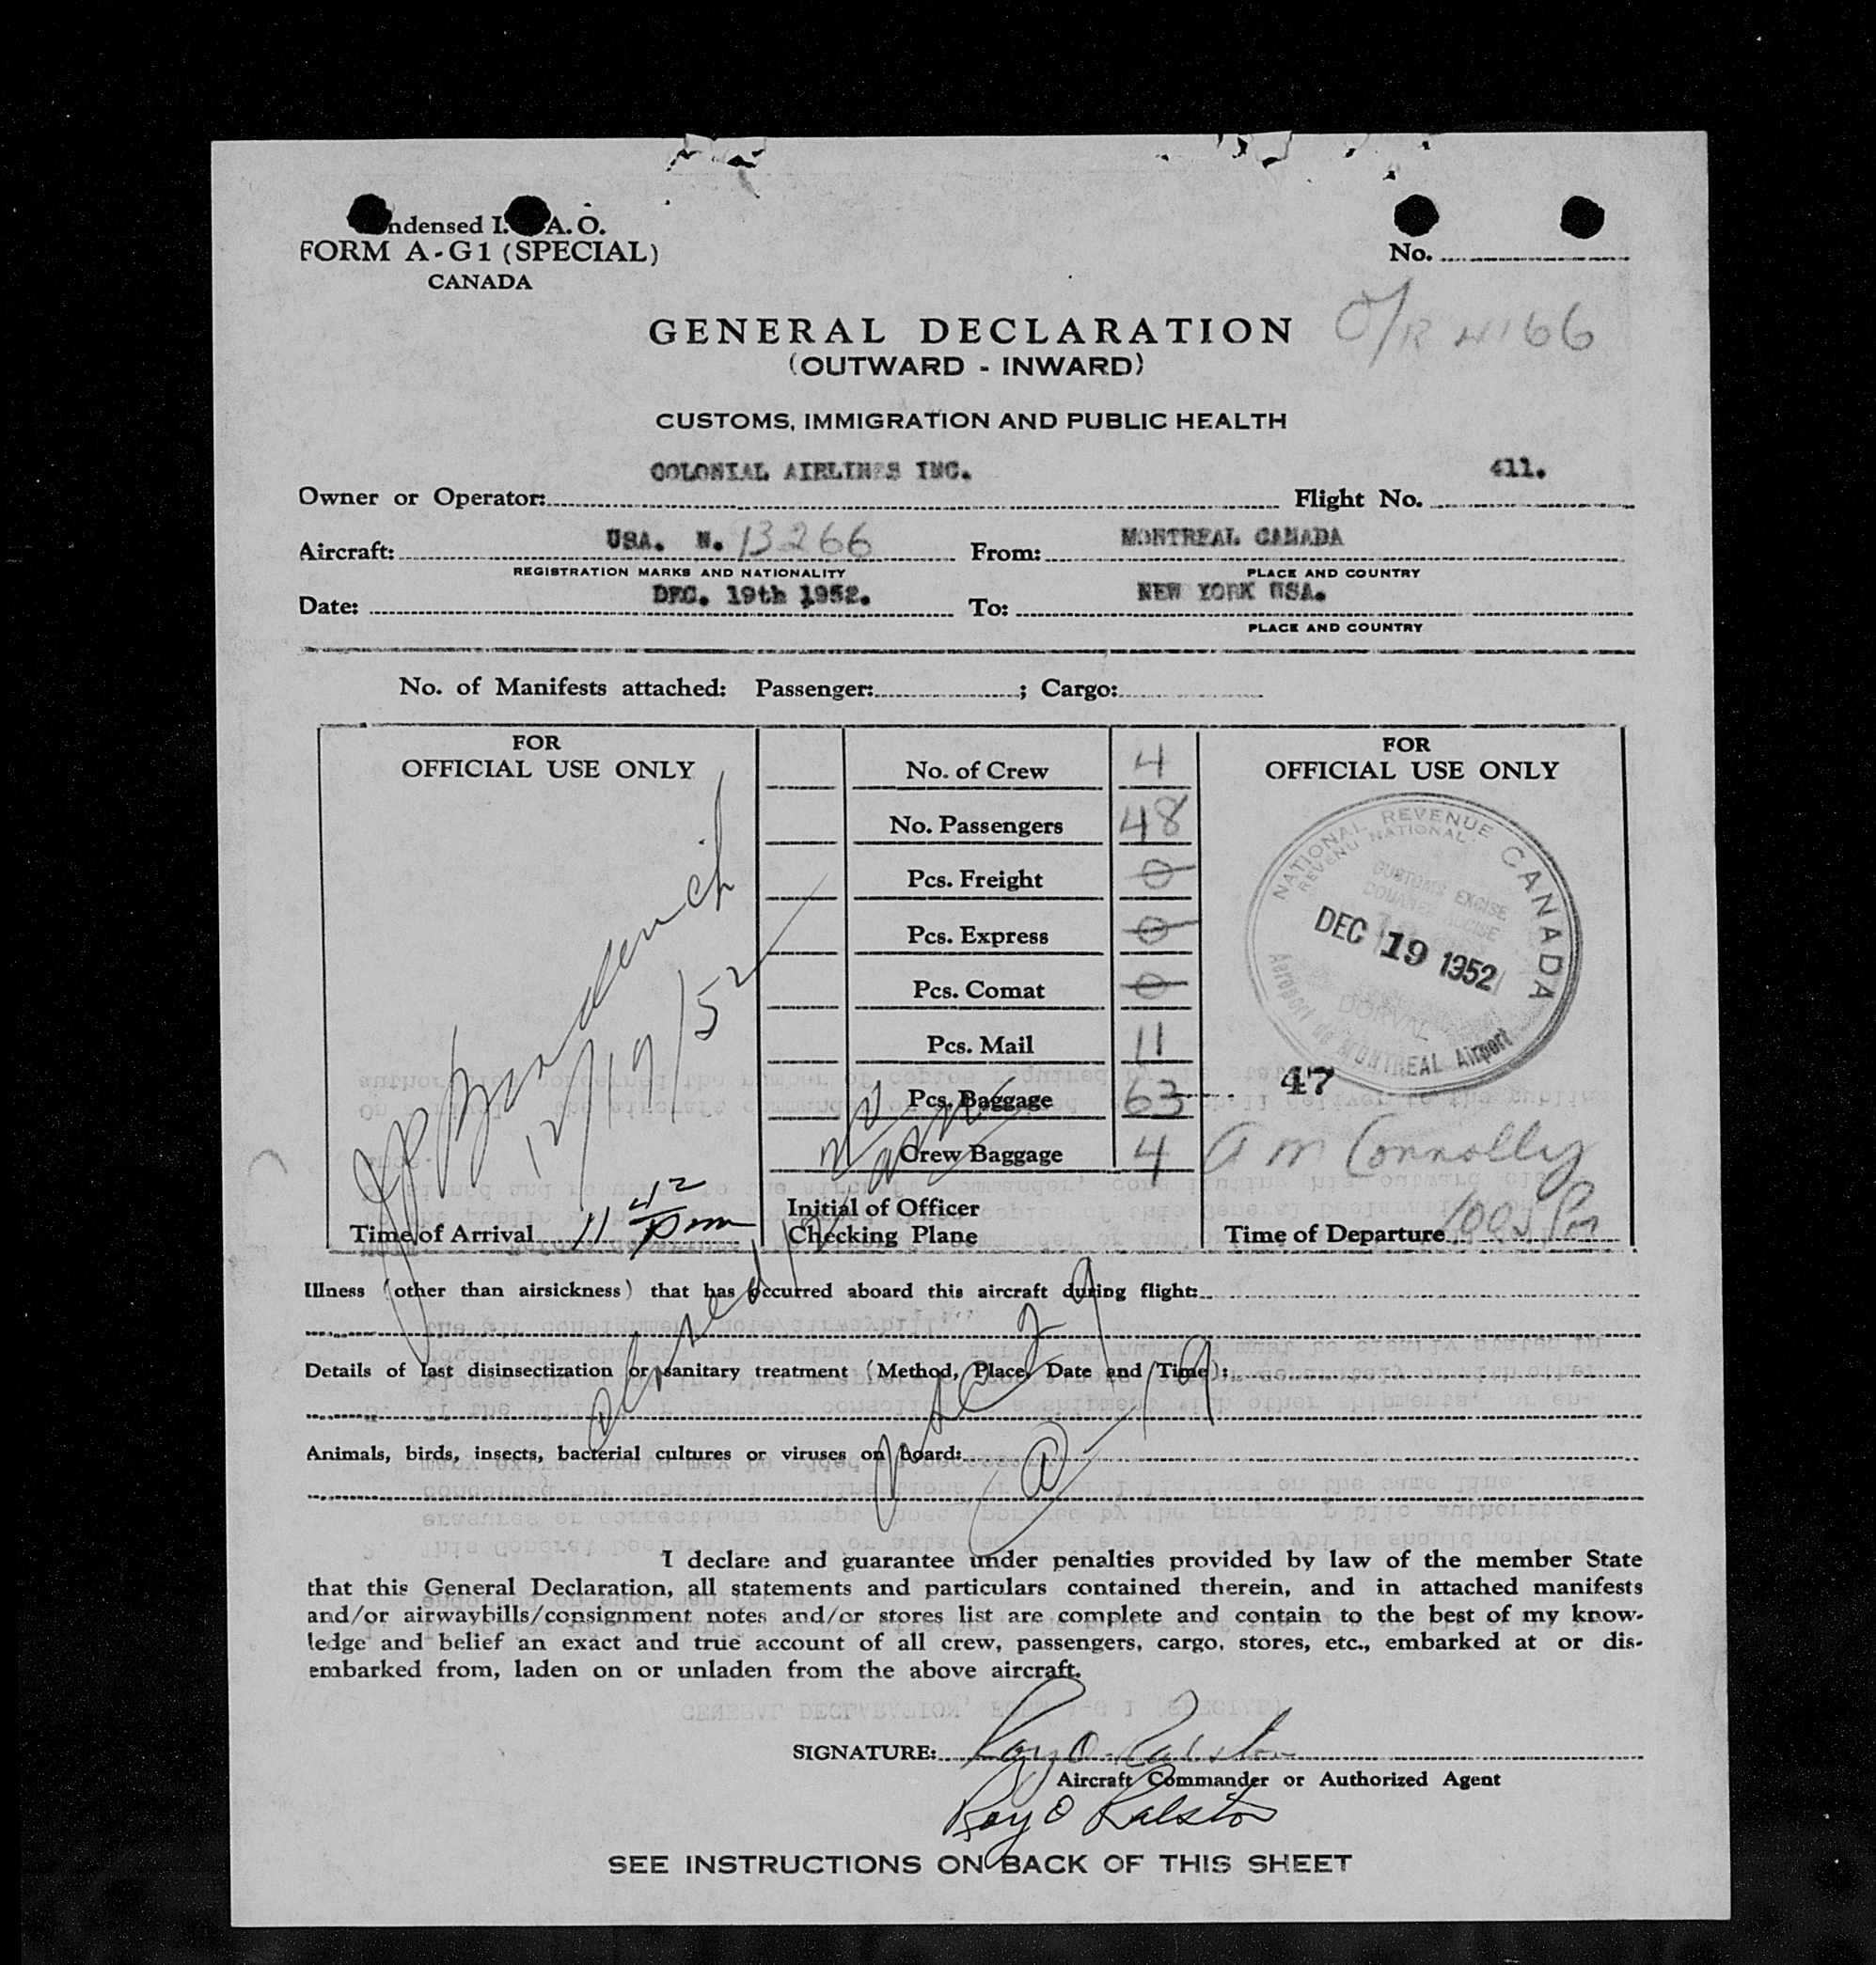 ndensed I. A. O.
FORM A-G1 (SPECIAL)
CANADA
No.
O/R N166
GENERAL DECLARATION
(OUTWARD - INWARD)
CUSTOMS, IMMIGRATION AND PUBLIC HEALTH
Owner or Operator: COLONIAL AIRLINES INC. Flight No. 411.
Aircraft: USA. N. 13266 From: MONTREAL CANADA
REGISTRATION MARKS AND NATIONALITY PLACE AND COUNTRY
Date: DEC. 19th 1952. To: NEW YORK USA.
PLACE AND COUNTRY
No. of Manifests attached: Passenger: ; Cargo:
FOR
OFFICIAL USE ONLY
12/19/52
Time of Arrival 11 42 pm
No. of Crew 4
No. Passengers 48
Pcs. Freight 0
Pcs. Express 0
Pcs. Comat 0
Pcs. Mail 11
Pcs. Baggage 63
Crew Baggage 4
Initial of Officer
Checking Plane
FOR
OFFICIAL USE ONLY
NATIONAL REVENUE CANADA
REVENU NATIONAL
CUSTOMS EXCISE
DEC 19 1952
DORVAL
Aéroport de MONTREAL Airport
47
A M Connolly
Time of Departure 1005 Pm
Illness (other than airsickness) that has occurred aboard this aircraft during flight:
Details of last disinsectization or sanitary treatment (Method, Place, Date and Time):
Animals, birds, insects, bacterial cultures or viruses on board:
I declare and guarantee under penalties provided by law of the member State
that this General Declaration, all statements and particulars contained therein, and in attached manifests
and/or airwaybills/consignment notes and/or stores list are complete and contain to the best of my know-
ledge and belief an exact and true account of all crew, passengers, cargo, stores, etc., embarked at or dis-
embarked from, laden on or unladen from the above aircraft.
SIGNATURE: Ray O. Ralston
Aircraft Commander or Authorized Agent
Ray O Ralston
SEE INSTRUCTIONS ON BACK OF THIS SHEET